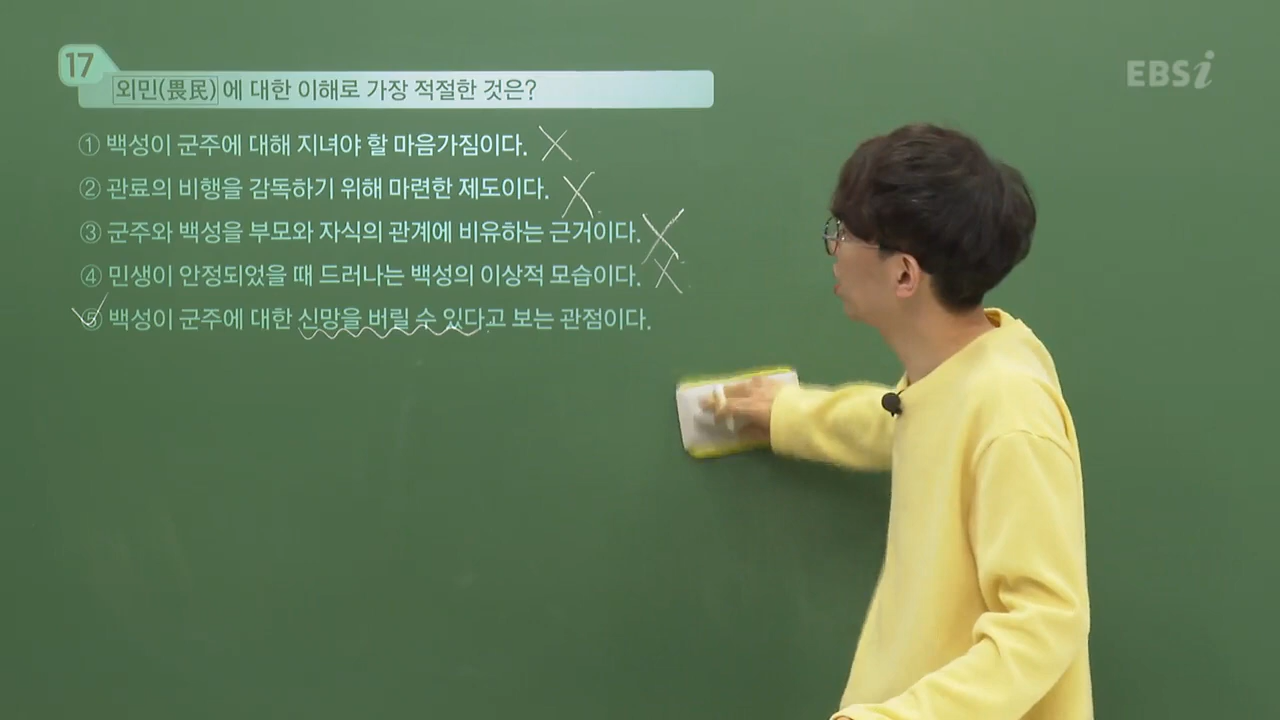 17
외민(畏民)에 대한 이해로 가장 적절한 것은?
EBSi
① 백성이 군주에 대해 지녀야 할 마음가짐이다.
② 관료의 비행을 감독하기 위해 마련한 제도이다.
③ 군주와 백성을 부모와 자식의 관계에 비유하는 근거이다.
④ 민생이 안정되었을 때 드러나는 백성의 이상적 모습이다.
⑤ 백성이 군주에 대한 신망을 버릴 수 있다고 보는 관점이다.